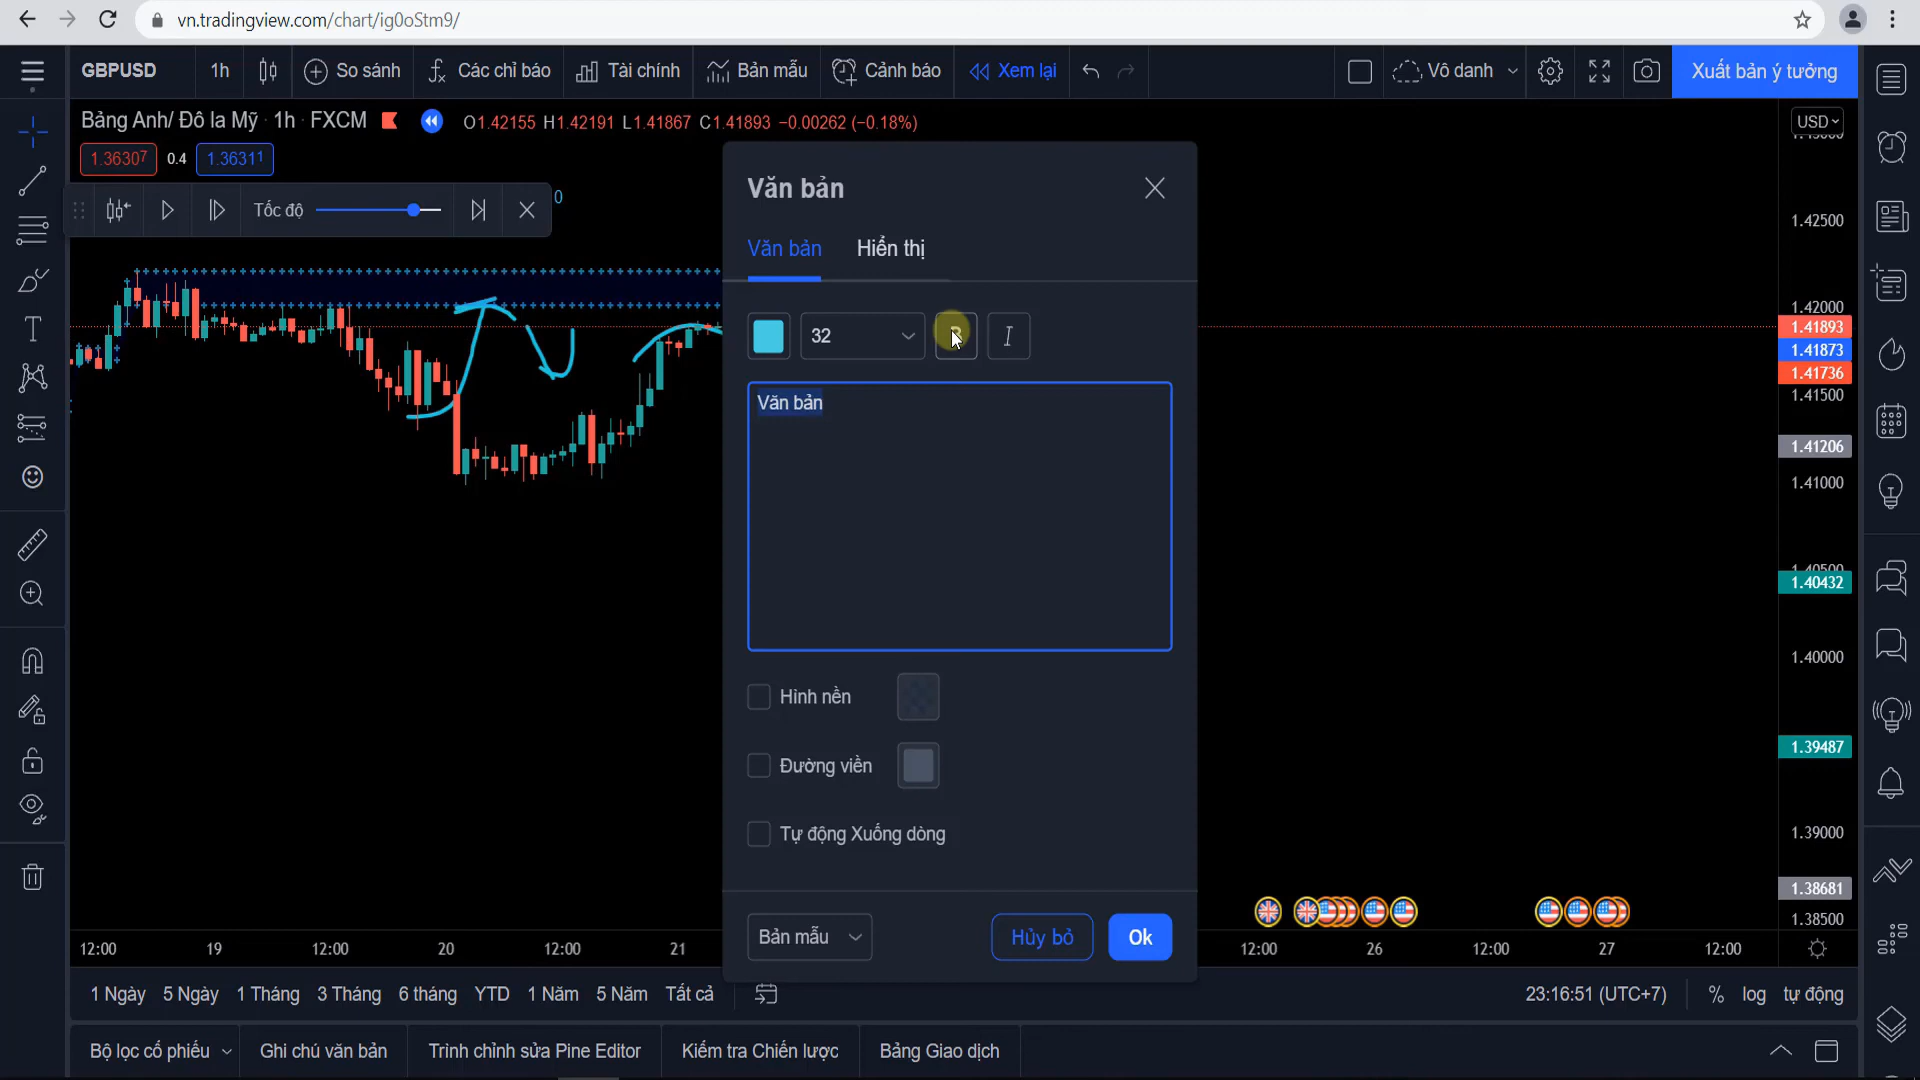 vn.tradingview.com/chart/ig0oStm9/
GBPUSD 1h So sánh Các chỉ báo Tài chính Bản mẫu Cảnh báo Xem lại Vô danh Xuất bản ý tưởng
Bảng Anh/ Đô la Mỹ · 1h · FXCM O1.42155 H1.42191 L1.41867 C1.41893 −0.00262 (−0.18%)
USD
1.36307 0.4 1.36311
0
Tốc độ
Văn bản
Văn bản Hiển thị
32 I
Văn bản
Hình nền
Đường viền
Tự động Xuống dòng
Bản mẫu Hủy bỏ Ok
1.42500
1.42000
1.41893
1.41873
1.41736
1.41500
1.41206
1.41000
1.40432
1.40000
1.39487
1.39000
1.38681
1.38500
12:00 19 12:00 20 12:00 21 12:00 26 12:00 27 12:00
1 Ngày 5 Ngày 1 Tháng 3 Tháng 6 tháng YTD 1 Năm 5 Năm Tất cả 23:16:51 (UTC+7) % log tự động
Bộ lọc cổ phiếu Ghi chú văn bản Trình chỉnh sửa Pine Editor Kiểm tra Chiến lược Bảng Giao dịch